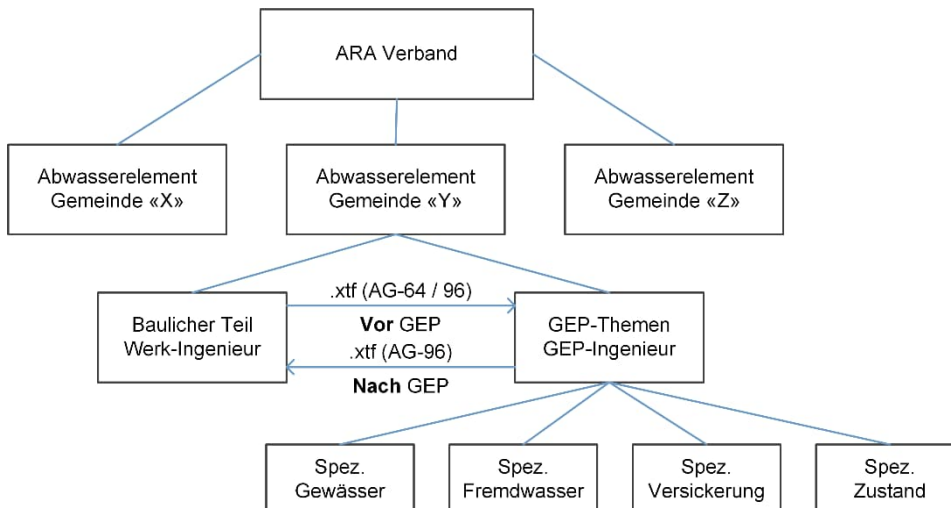 ARA Verband
Abwasserelement
Gemeinde «X»
Abwasserelement
Gemeinde «Y»
Abwasserelement
Gemeinde «Z»
Baulicher Teil
Werk-Ingenieur
.xtf (AG-64 / 96)
Vor GEP
.xtf (AG-96)
Nach GEP
GEP-Themen
GEP-Ingenieur
Spez.
Gewässer
Spez.
Fremdwasser
Spez.
Versickerung
Spez.
Zustand